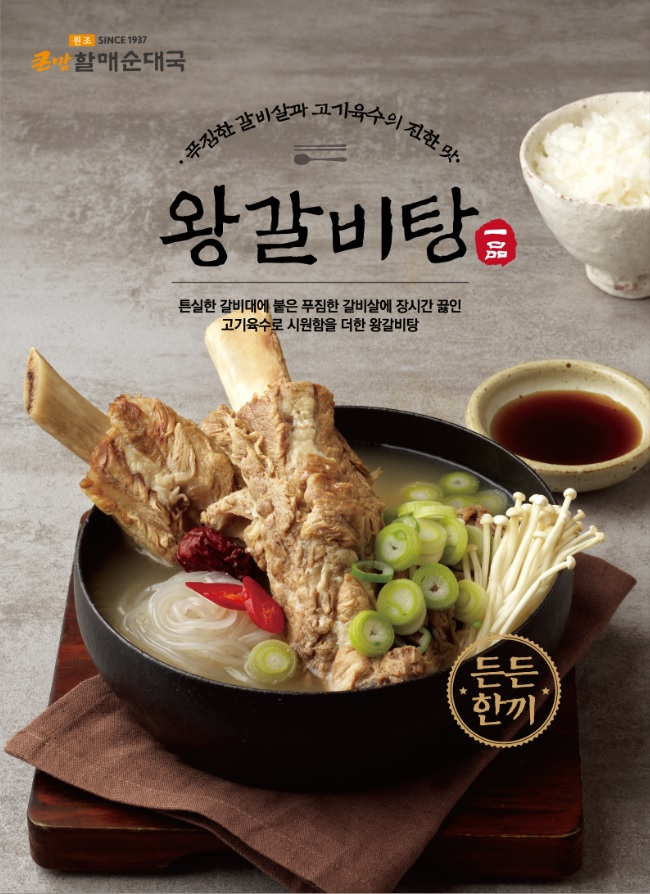 원조 SINCE 1937
큰맘할매순대국
·푸짐한 갈비살과 고기육수의 진한 맛·
왕갈비탕 一品
튼실한 갈비대에 붙은 푸짐한 갈비살에 장시간 끓인
고기육수로 시원함을 더한 왕갈비탕
든든
한끼